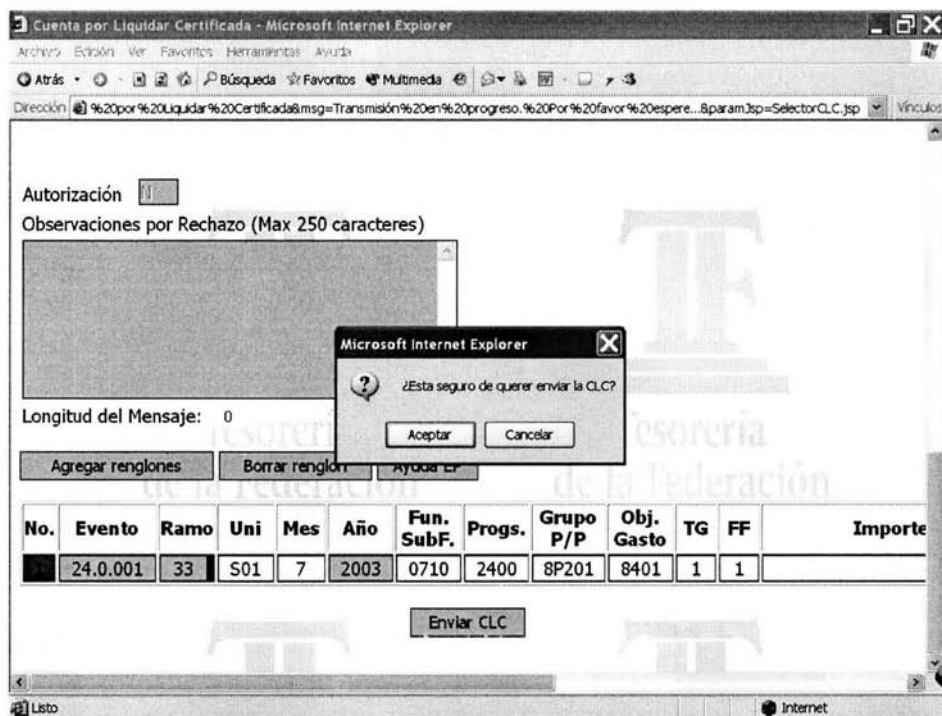 Cuenta por Liquidar Certificada - Microsoft Internet Explorer
Archivo Edición Ver Favoritos Herramientas Ayuda
Atrás Búsqueda Favoritos Multimedia
Dirección %20por%20Liquidar%20Certificada&msg=Transmisión%20en%20progreso.%20Por%20favor%20espere...&paramJsp=SelectorCLC.jsp Vínculos
Autorización N
Observaciones por Rechazo (Max 250 caracteres)
Microsoft Internet Explorer
¿Esta seguro de querer enviar la CLC?
Aceptar Cancelar
Longitud del Mensaje: 0
Agregar renglones Borrar renglón Ayuda EP
Tesorería
de la Federación
Tesorería
de la Federación
No. Evento Ramo Uni Mes Año Fun. SubF. Progs. Grupo P/P Obj. Gasto TG FF Importe
24.0.001 33 S01 7 2003 0710 2400 8P201 8401 1 1
Enviar CLC
Listo Internet